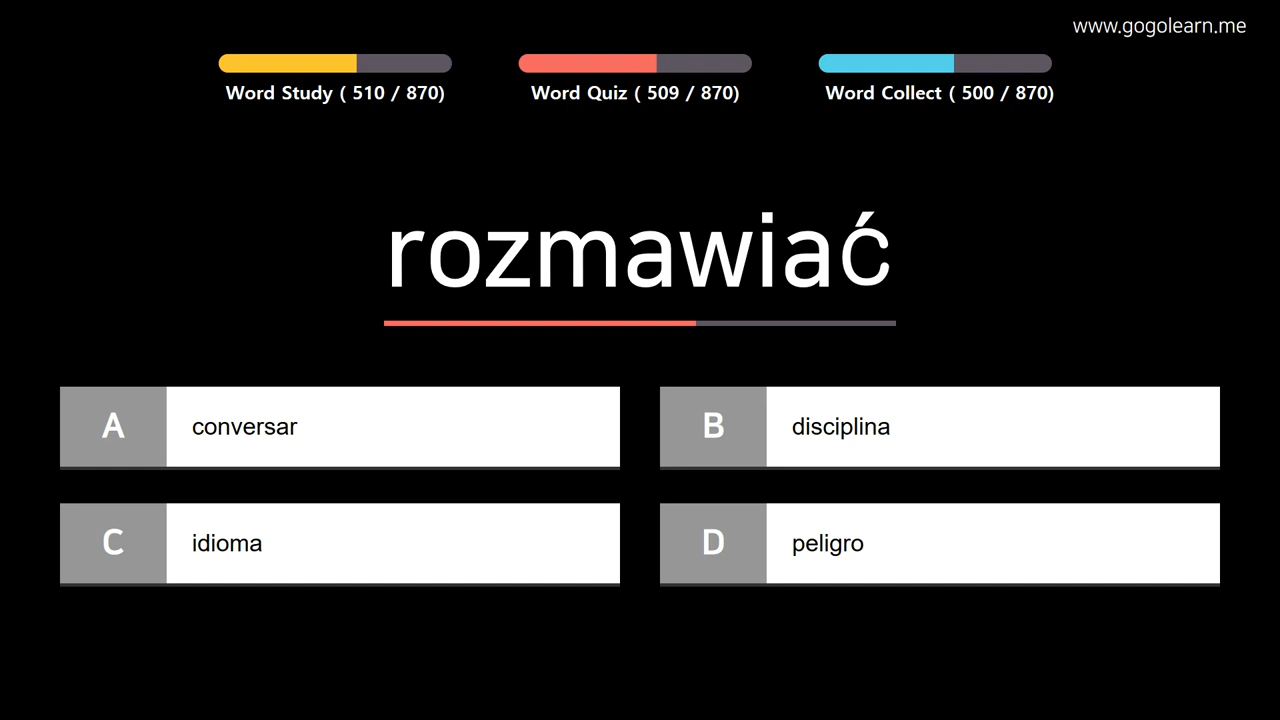 www.gogolearn.me
Word Study ( 510 / 870)
Word Quiz ( 509 / 870)
Word Collect ( 500 / 870)
rozmawiać
A conversar
B disciplina
C idioma
D peligro